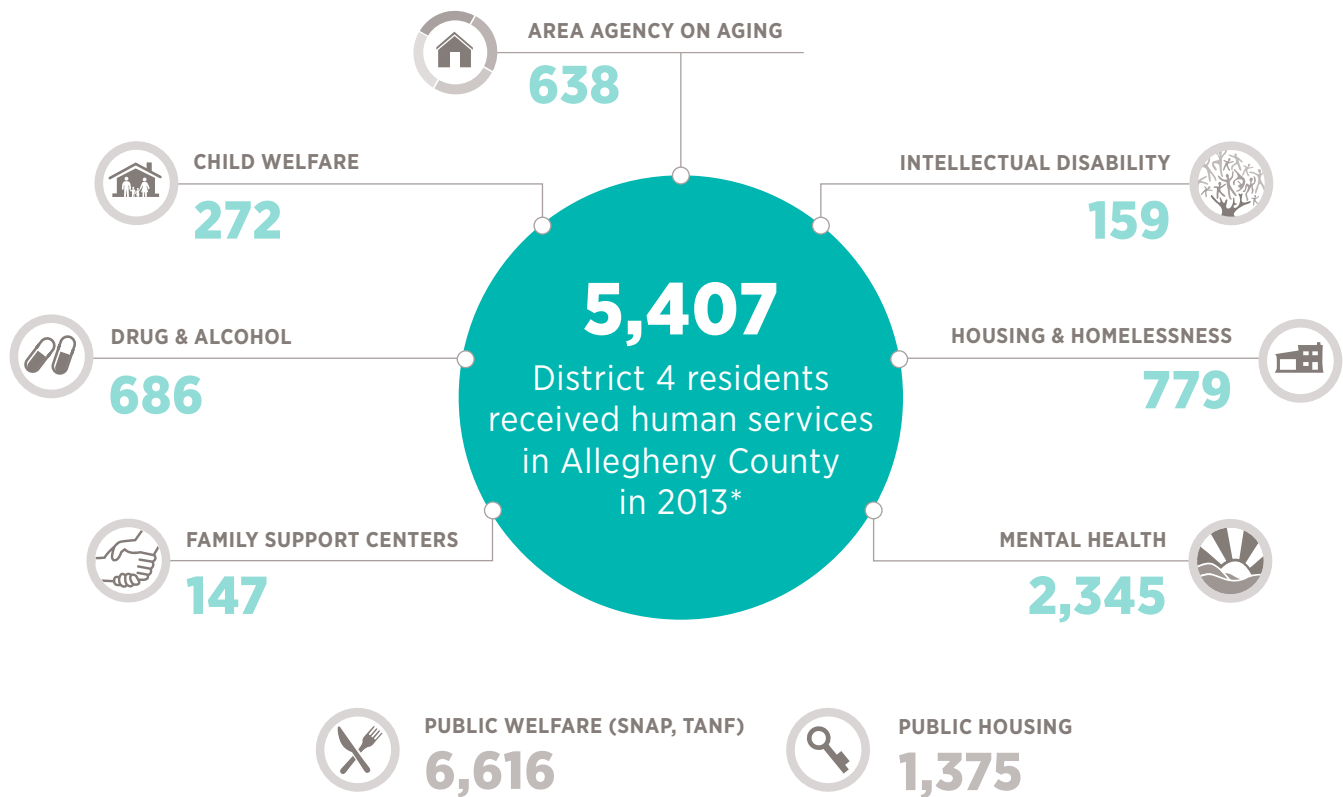 AREA AGENCY ON AGING
638
CHILD WELFARE
272
INTELLECTUAL DISABILITY
159
5,407
District 4 residents
received human services
in Allegheny County
in 2013*
DRUG & ALCOHOL
686
HOUSING & HOMELESSNESS
779
FAMILY SUPPORT CENTERS
147
MENTAL HEALTH
2,345
PUBLIC WELFARE (SNAP, TANF)
6,616
PUBLIC HOUSING
1,375